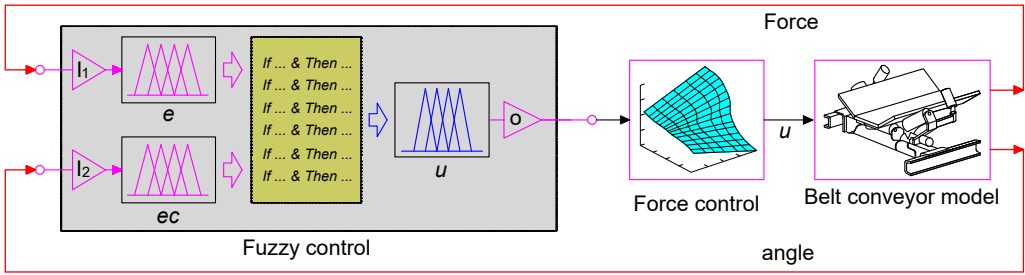 Force
I₁
e
If ... & Then ...
If ... & Then ...
If ... & Then ...
If ... & Then ...
If ... & Then ...
If ... & Then ...
u
o
I₂
ec
Fuzzy control
Force control
u
Belt conveyor model
angle